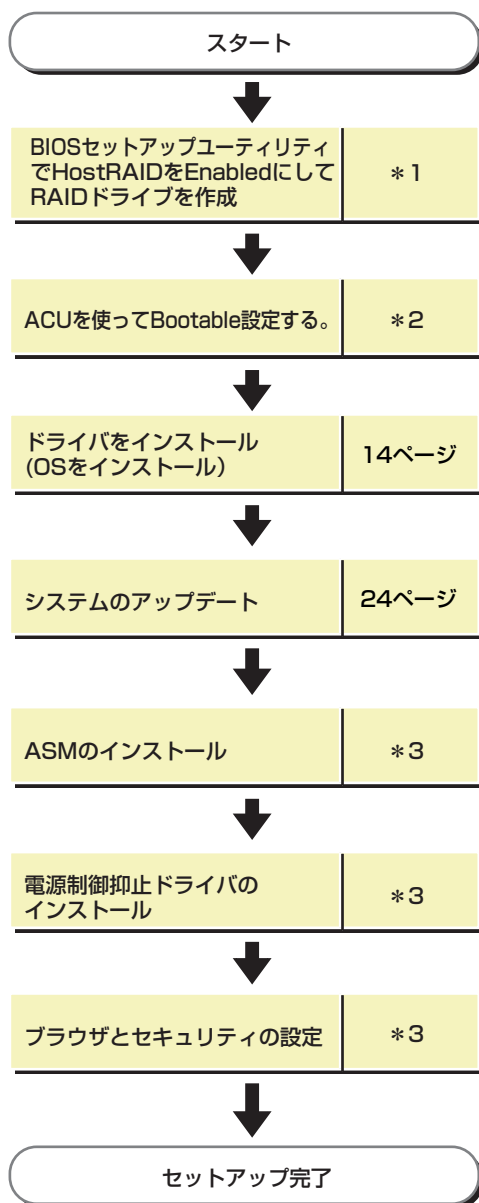 スタート
BIOSセットアップユーティリティ
でHostRAIDをEnabledにして
RAIDドライブを作成
＊1
ACUを使ってBootable設定する。
＊2
ドライバをインストール
(OSをインストール)
14ページ
システムのアップデート
24ページ
ASMのインストール
＊3
電源制御抑止ドライバの
インストール
＊3
ブラウザとセキュリティの設定
＊3
セットアップ完了